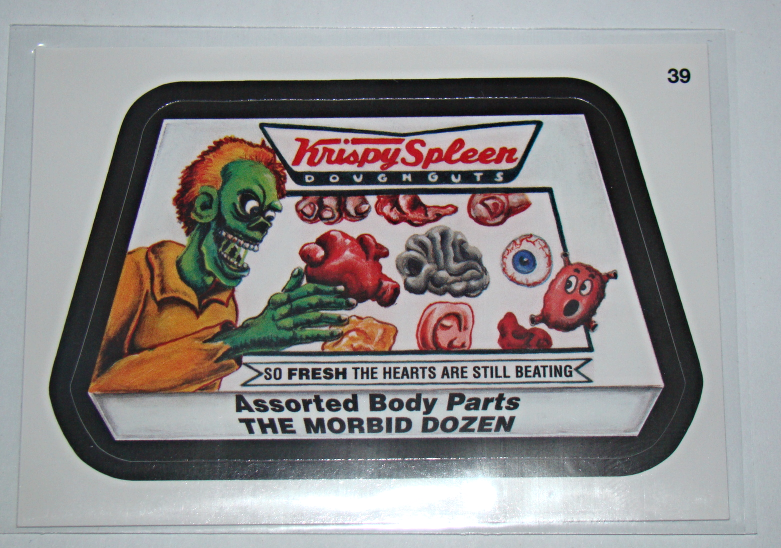 39
Krispy Spleen
DOUGHGUTS
SO FRESH THE HEARTS ARE STILL BEATING
Assorted Body Parts
THE MORBID DOZEN